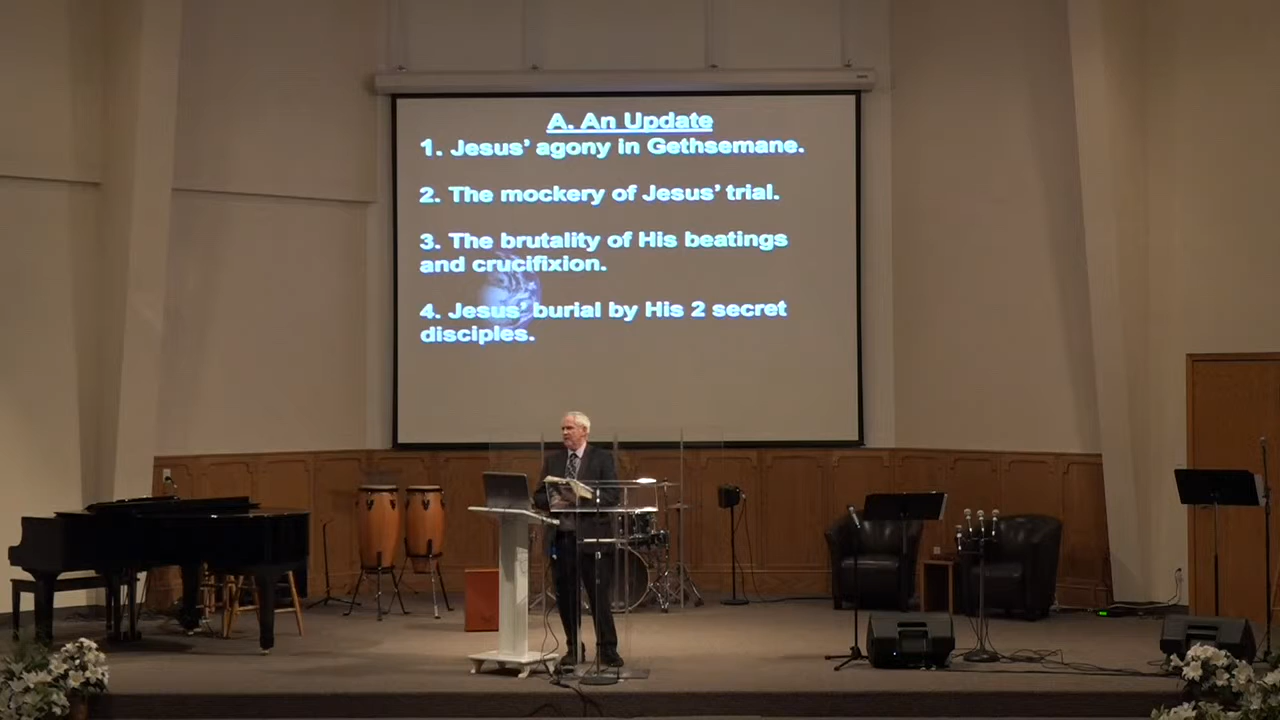 A. An Update
1. Jesus' agony in Gethsemane.
2. The mockery of Jesus' trial.
3. The brutality of His beatings
and crucifixion.
4. Jesus' burial by His 2 secret
disciples.